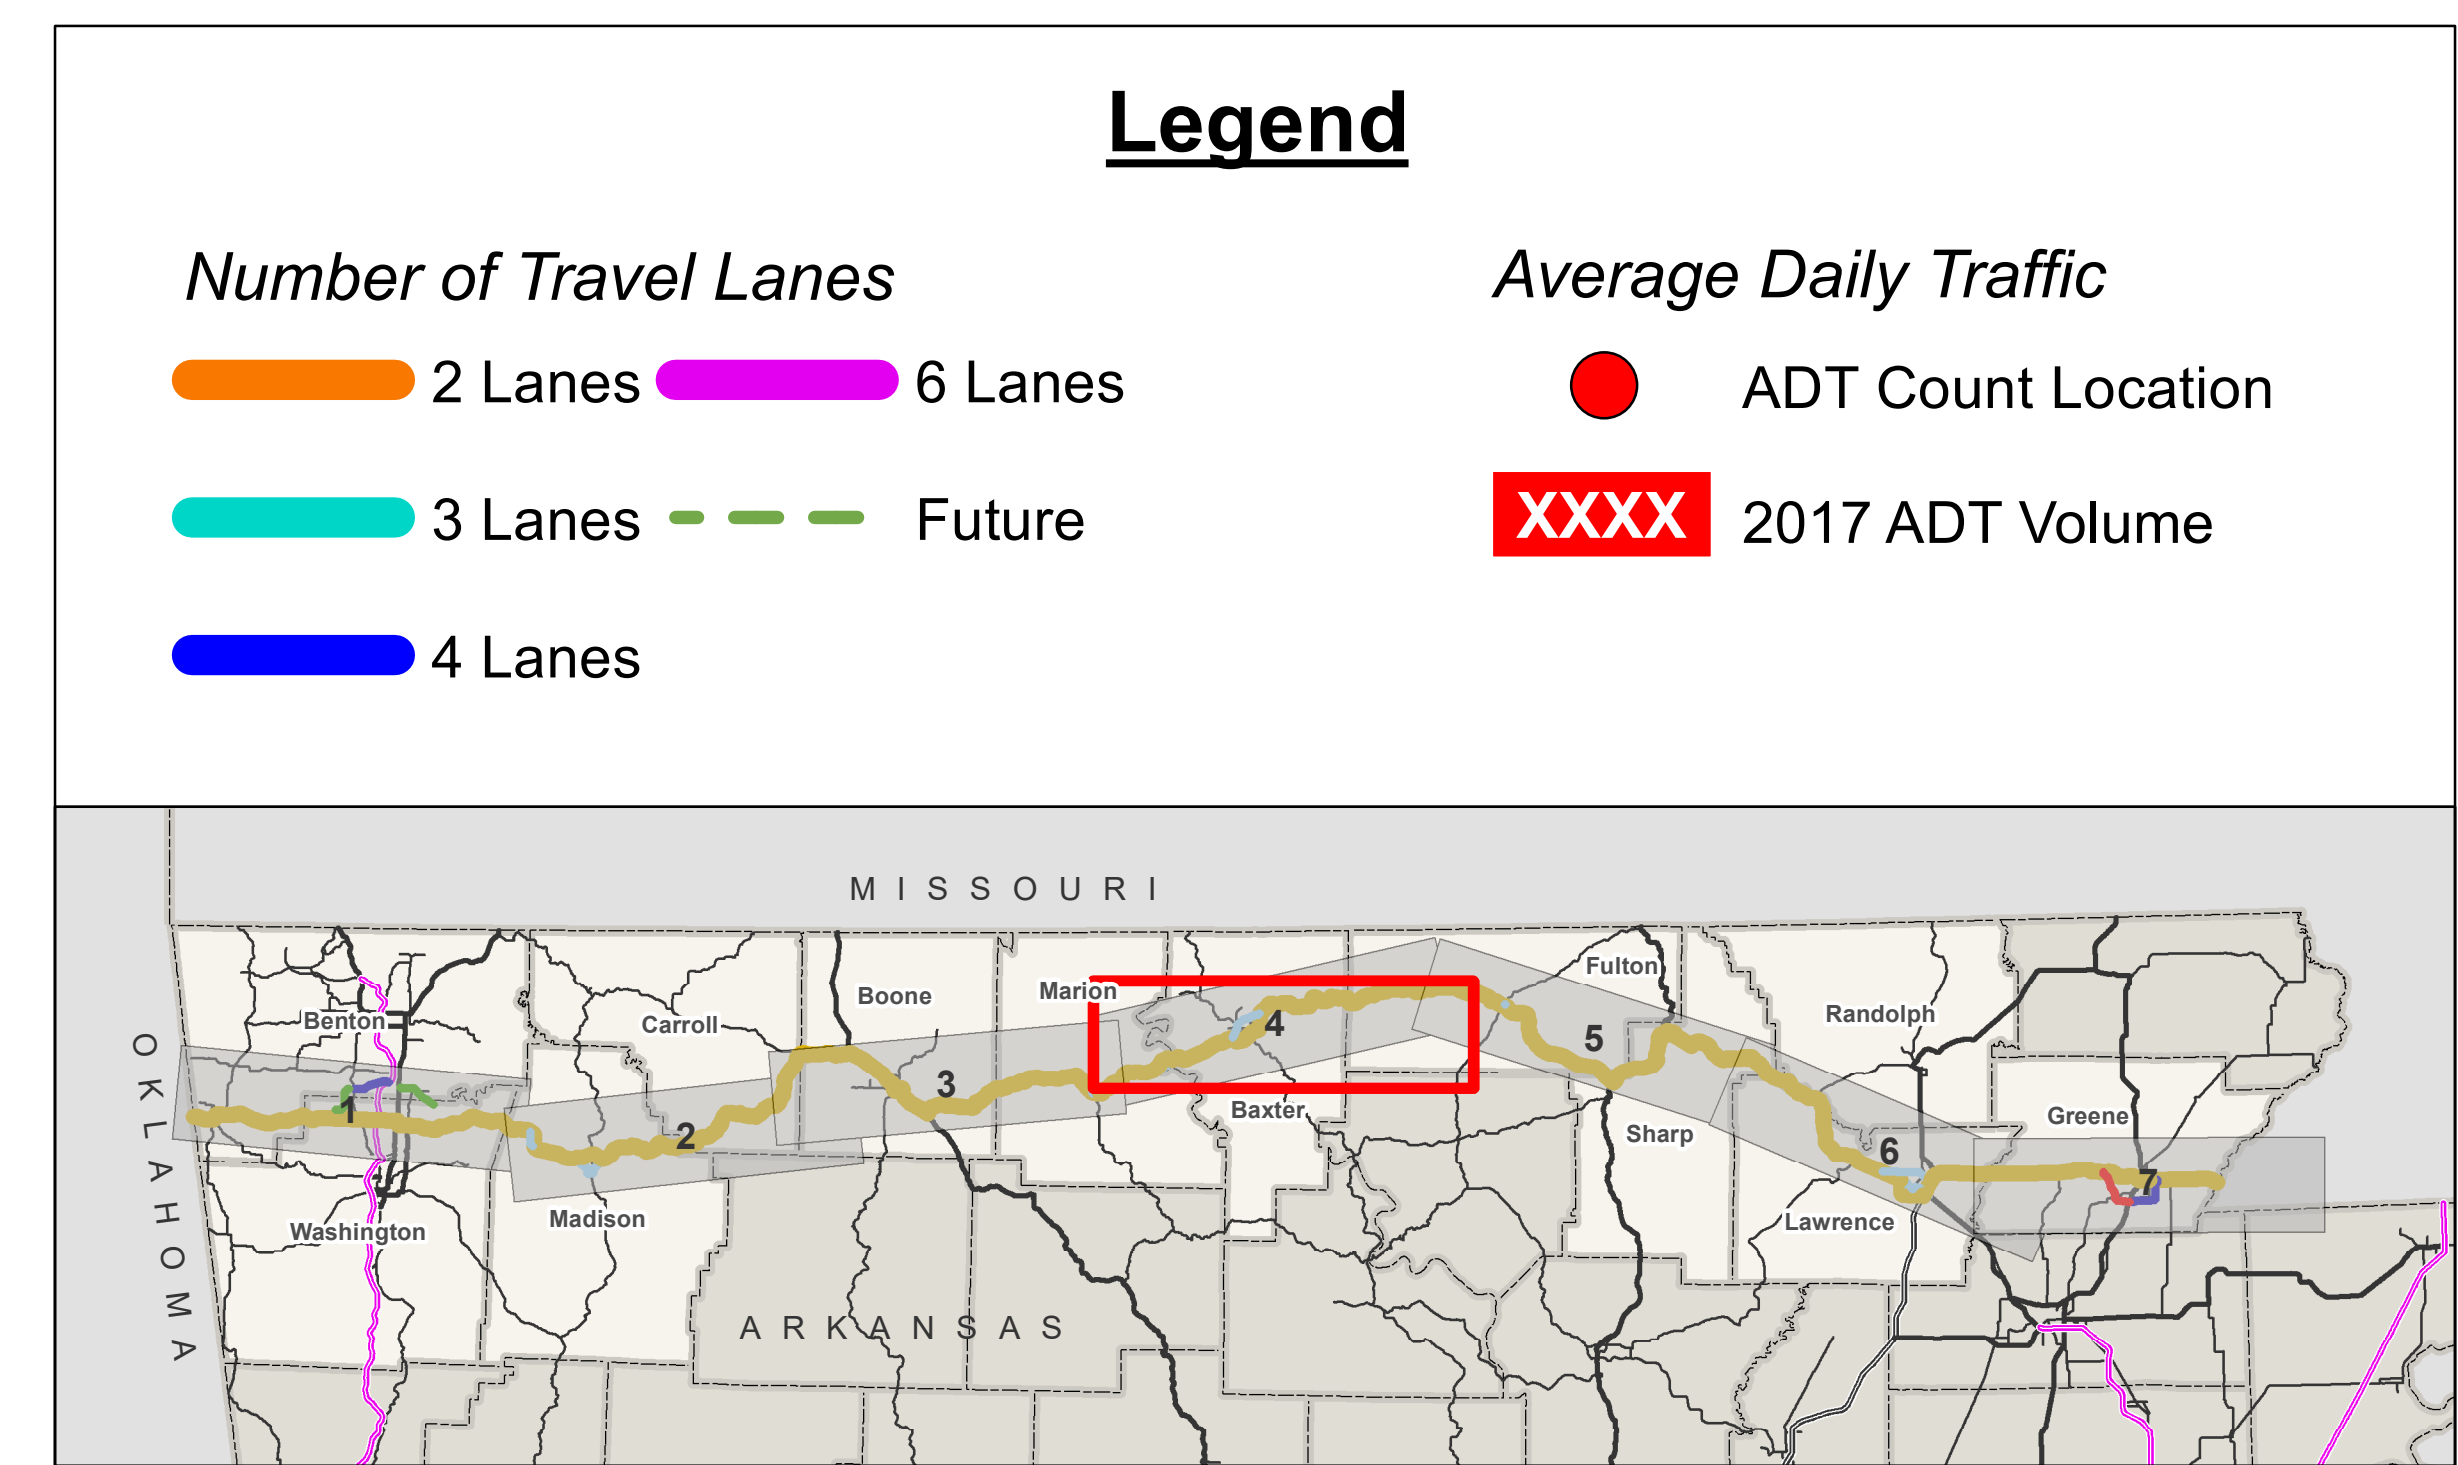 Legend
Number of Travel Lanes
2 Lanes
6 Lanes
3 Lanes
Future
4 Lanes
Average Daily Traffic
ADT Count Location
XXXX
2017 ADT Volume
MISSOURI
OKLAHOMA
ARKANSAS
Benton
Carroll
Boone
Marion
Fulton
Randolph
Baxter
Sharp
Greene
Washington
Madison
Lawrence
1
2
3
4
5
6
7